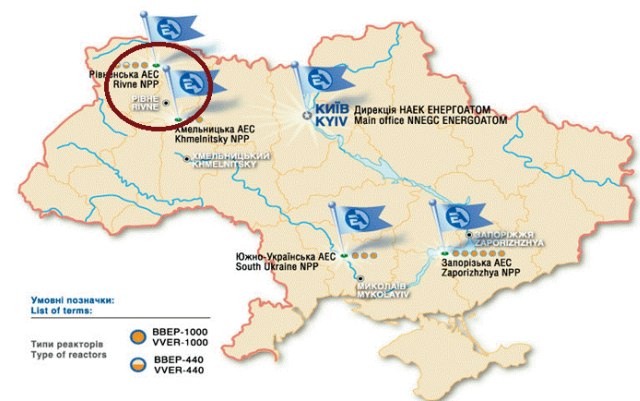 Рівненська АЕС
Rivne NPP
РІВНЕ
RIVNE
Хмельницька АЕС
Khmelnitsky NPP
ХМЕЛЬНИЦЬКИЙ
KHMELNITSKY
КИЇВ
KYIV
Дирекція НАЕК ЕНЕРГОАТОМ
Main office NNEGC ENERGOATOM
ЗАПОРІЖЖЯ
ZAPORIZHZHYA
Южно-Українська АЕС
South Ukraine NPP
Запорізька АЕС
Zaporizhzhya NPP
МИКОЛАЇВ
MYKOLAYIV
Умовні позначки:
List of terms:
Типи реакторів
Type of reactors
ВВЕР-1000
VVER-1000
ВВЕР-440
VVER-440